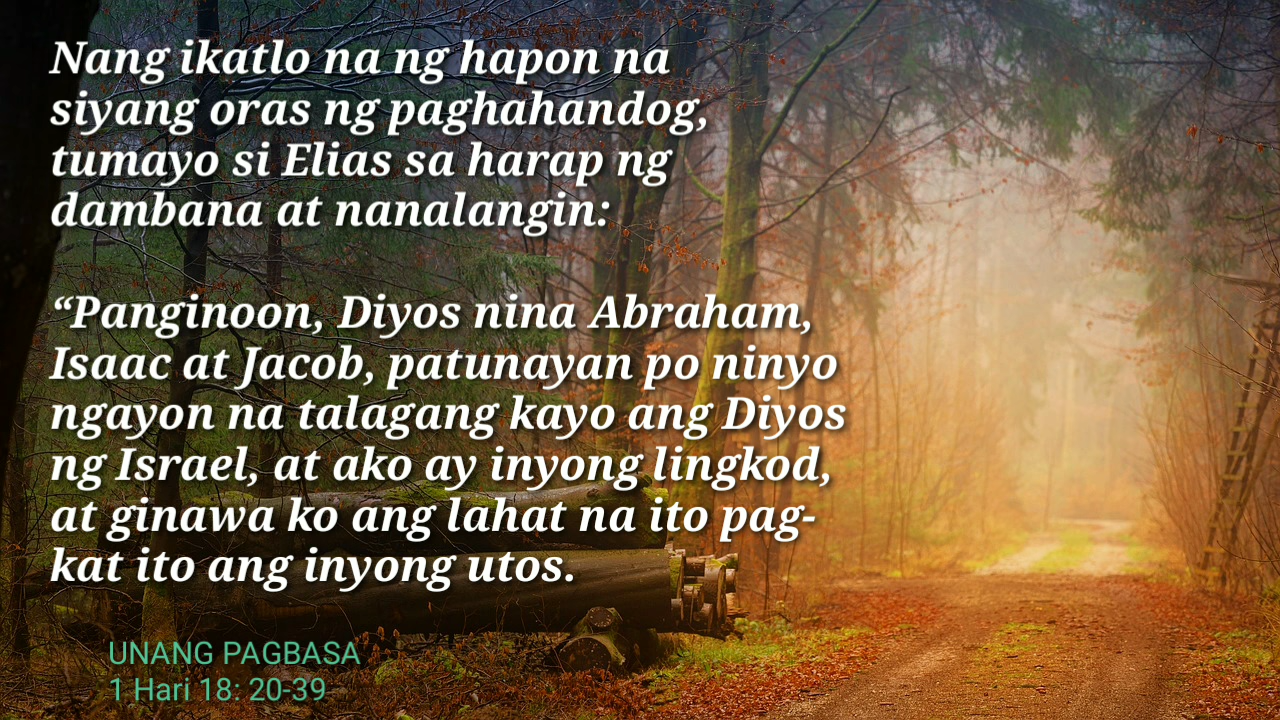 Nang ikatlo na ng hapon na
siyang oras ng paghahandog,
tumayo si Elias sa harap ng
dambana at nanalangin:
“Panginoon, Diyos nina Abraham,
Isaac at Jacob, patunayan po ninyo
ngayon na talagang kayo ang Diyos
ng Israel, at ako ay inyong lingkod,
at ginawa ko ang lahat na ito pag-
kat ito ang inyong utos.
UNANG PAGBASA
1 Hari 18: 20-39